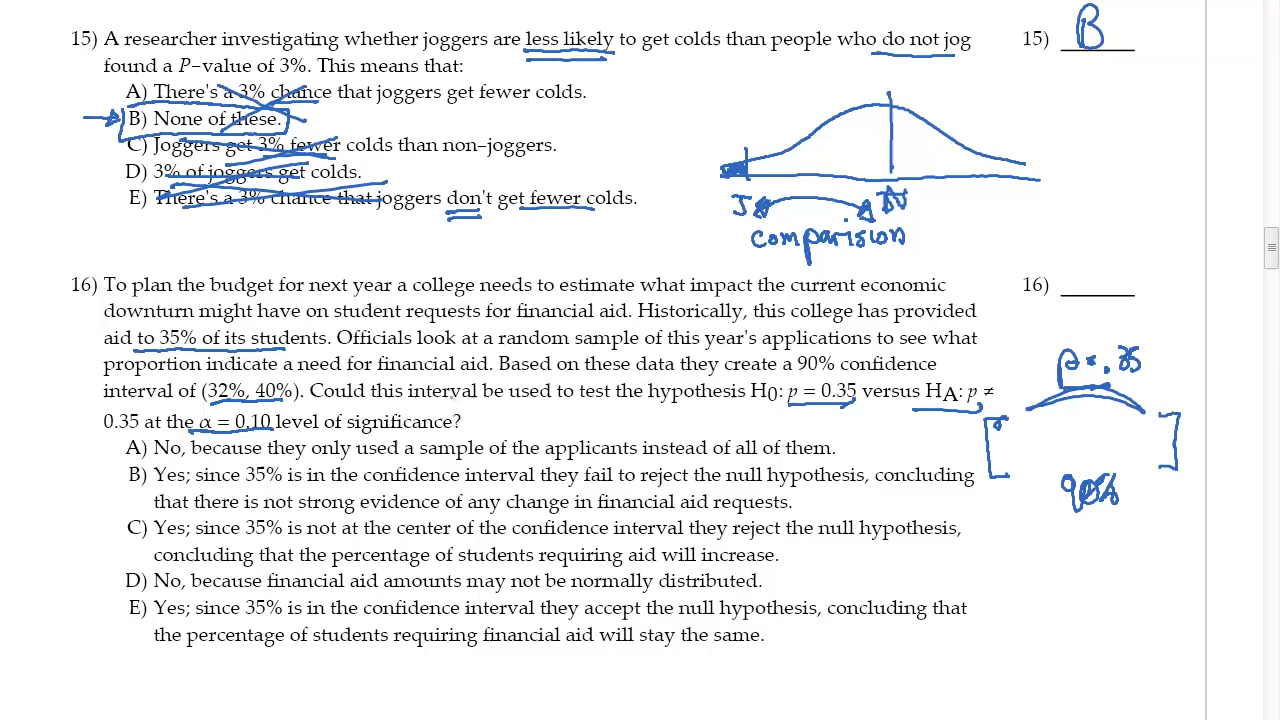 15) A researcher investigating whether joggers are less likely to get colds than people who do not jog
found a P-value of 3%. This means that:
15) B
A) There's a 3% chance that joggers get fewer colds.
B) None of these.
C) Joggers get 3% fewer colds than non-joggers.
D) 3% of joggers get colds.
E) There's a 3% chance that joggers don't get fewer colds.
J
comparision
16) To plan the budget for next year a college needs to estimate what impact the current economic
downturn might have on student requests for financial aid. Historically, this college has provided
aid to 35% of its students. Officials look at a random sample of this year's applications to see what
proportion indicate a need for financial aid. Based on these data they create a 90% confidence
interval of (32%, 40%). Could this interval be used to test the hypothesis H0: p = 0.35 versus HA: p ≠
0.35 at the α = 0.10 level of significance?
16)
A) No, because they only used a sample of the applicants instead of all of them.
B) Yes; since 35% is in the confidence interval they fail to reject the null hypothesis, concluding
that there is not strong evidence of any change in financial aid requests.
C) Yes; since 35% is not at the center of the confidence interval they reject the null hypothesis,
concluding that the percentage of students requiring aid will increase.
D) No, because financial aid amounts may not be normally distributed.
E) Yes; since 35% is in the confidence interval they accept the null hypothesis, concluding that
the percentage of students requiring financial aid will stay the same.
p = .35
90%